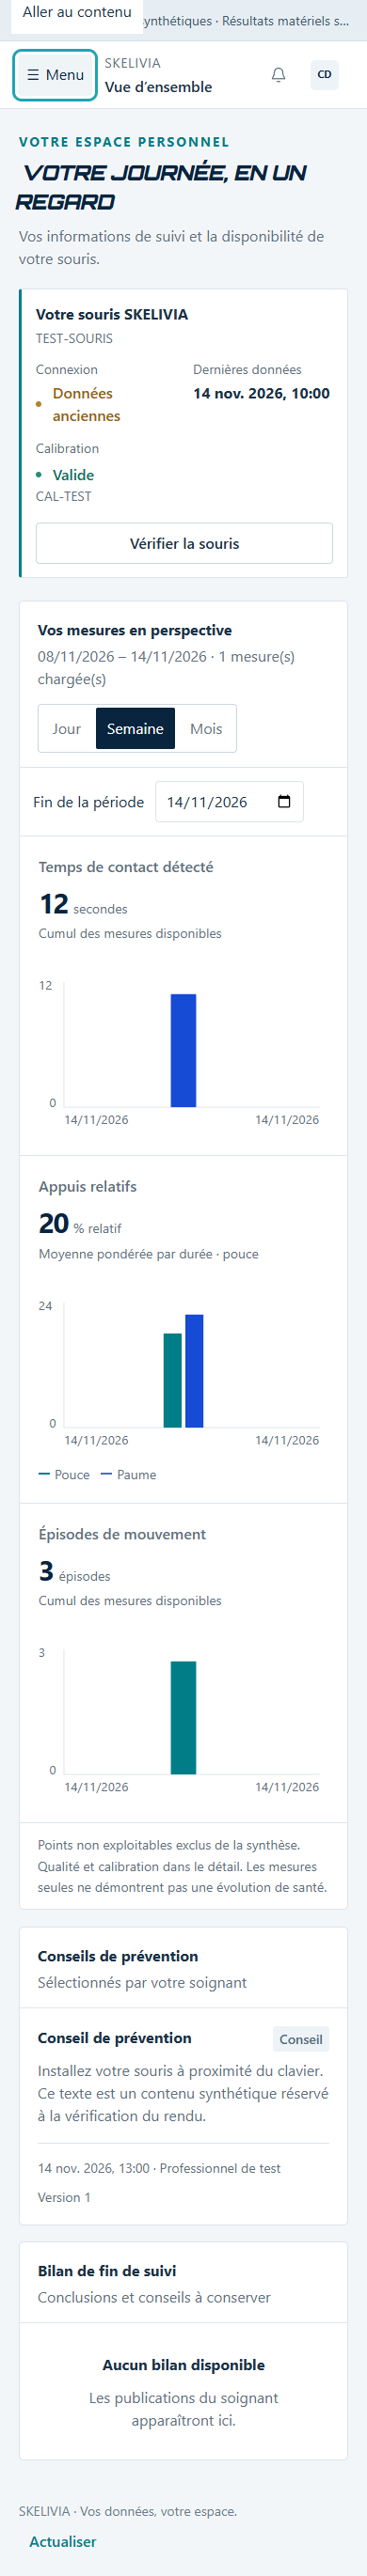 Aller au contenu
ynthétiques · Résultats matériels s...
☰ Menu
SKELIVIA
Vue d'ensemble
CD
VOTRE ESPACE PERSONNEL
VOTRE JOURNÉE, EN UN
REGARD
Vos informations de suivi et la disponibilité de
votre souris.
Votre souris SKELIVIA
TEST-SOURIS
Connexion
Données
anciennes
Dernières données
14 nov. 2026, 10:00
Calibration
Valide
CAL-TEST
Vérifier la souris
Vos mesures en perspective
08/11/2026 – 14/11/2026 · 1 mesure(s)
chargée(s)
Jour Semaine Mois
Fin de la période 14/11/2026
Temps de contact détecté
12 secondes
Cumul des mesures disponibles
12
0
14/11/2026 14/11/2026
Appuis relatifs
20 % relatif
Moyenne pondérée par durée · pouce
24
0
14/11/2026 14/11/2026
Pouce Paume
Épisodes de mouvement
3 épisodes
Cumul des mesures disponibles
3
0
14/11/2026 14/11/2026
Points non exploitables exclus de la synthèse.
Qualité et calibration dans le détail. Les mesures
seules ne démontrent pas une évolution de santé.
Conseils de prévention
Sélectionnés par votre soignant
Conseil de prévention Conseil
Installez votre souris à proximité du clavier.
Ce texte est un contenu synthétique réservé
à la vérification du rendu.
14 nov. 2026, 13:00 · Professionnel de test
Version 1
Bilan de fin de suivi
Conclusions et conseils à conserver
Aucun bilan disponible
Les publications du soignant
apparaîtront ici.
SKELIVIA · Vos données, votre espace.
Actualiser